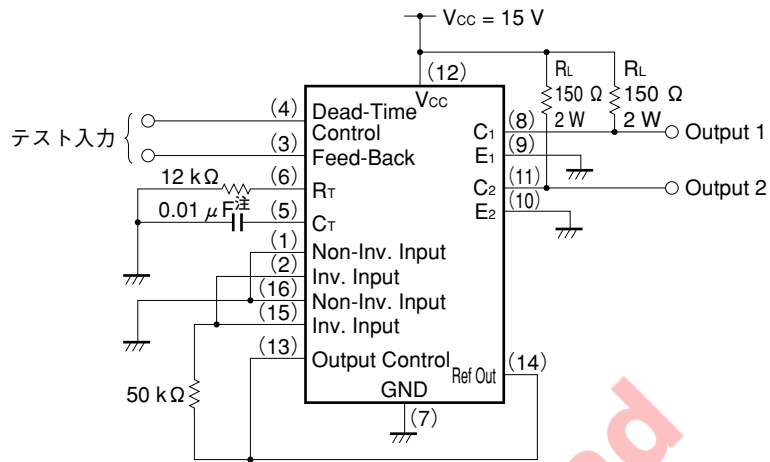 VCC = 15 V
(12)
VCC
RL
150 Ω
2 W
RL
150 Ω
2 W
テスト入力
(4)
Dead-Time
Control
(3)
Feed-Back
12 kΩ
(6)
RT
0.01 μF注
(5)
CT
(1)
Non-Inv. Input
(2)
Inv. Input
(16)
Non-Inv. Input
(15)
Inv. Input
(13)
Output Control
50 kΩ
GND
(7)
Ref Out
(14)
C1
(8)
Output 1
E1
(9)
C2
(11)
Output 2
E2
(10)